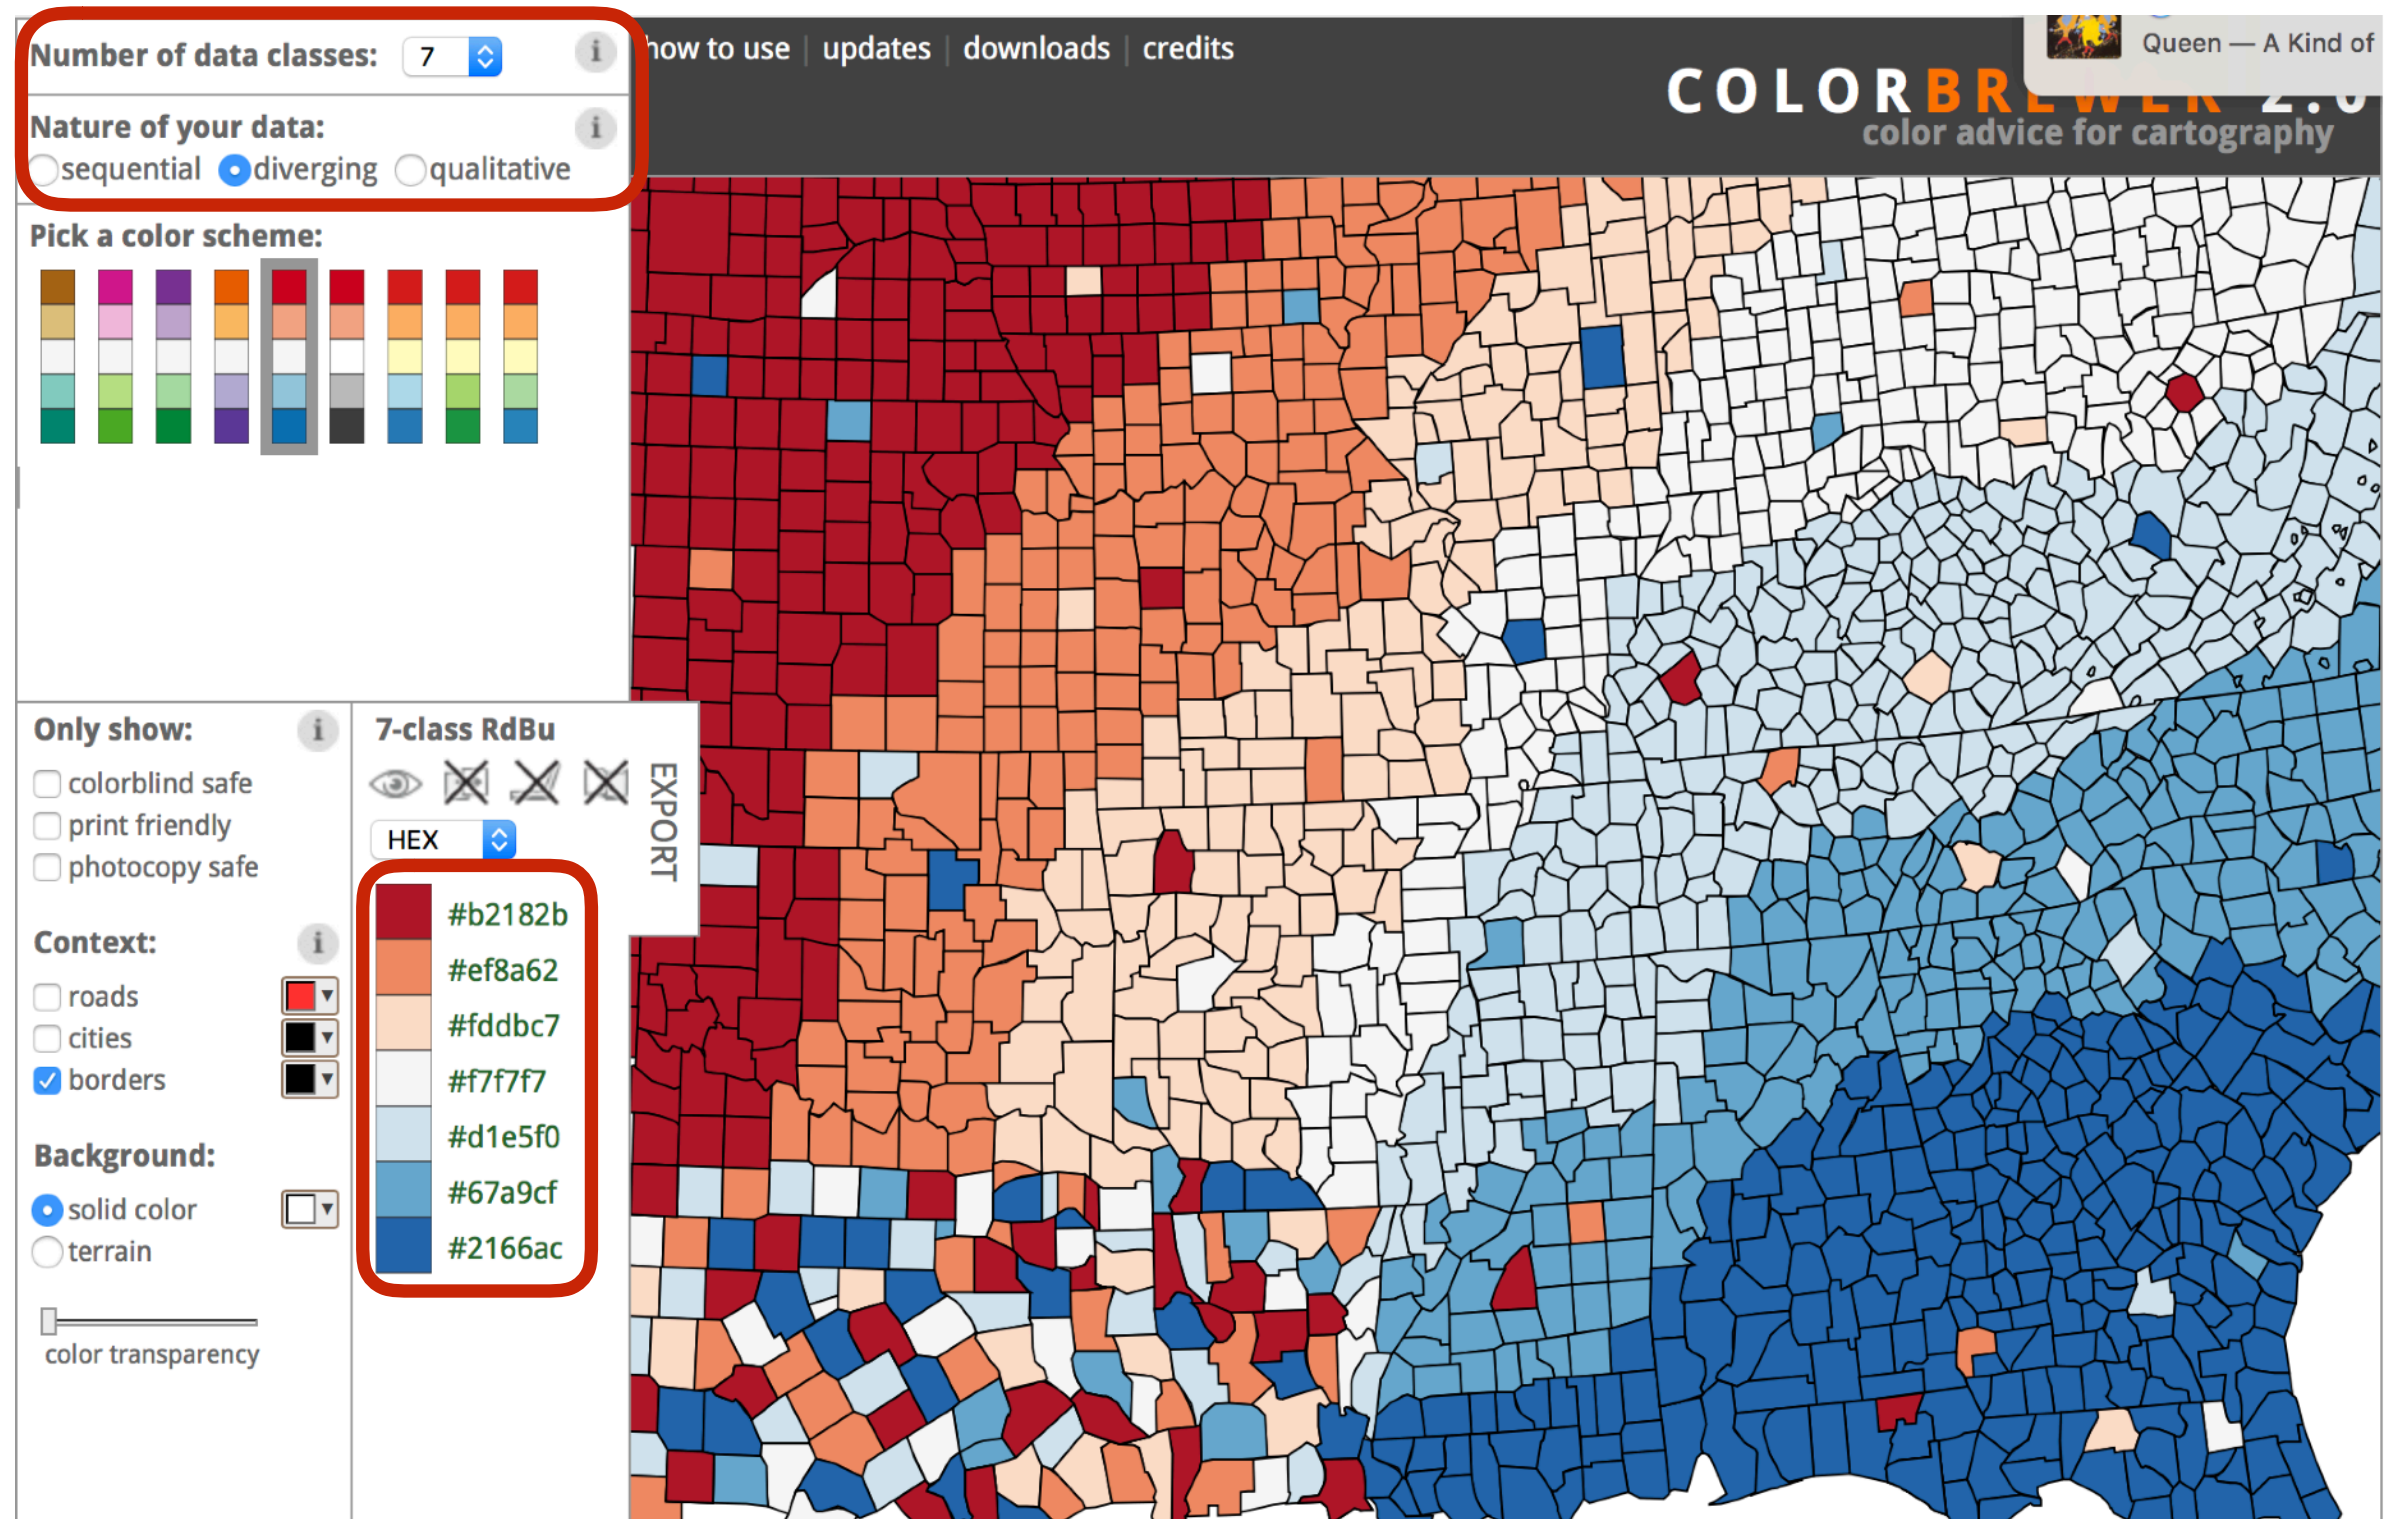 Number of data classes: 7 i
how to use | updates | downloads | credits
Queen — A Kind of
COLORBREWER 2.0
color advice for cartography
Nature of your data: i
sequential diverging qualitative
Pick a color scheme:
Only show: i
colorblind safe
print friendly
photocopy safe
Context: i
roads
cities
borders
Background:
solid color
terrain
color transparency
7-class RdBu
HEX
EXPORT
#b2182b
#ef8a62
#fddbc7
#f7f7f7
#d1e5f0
#67a9cf
#2166ac